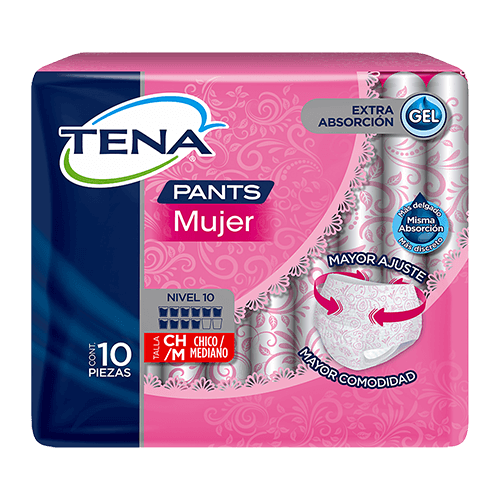 TENA
PANTS
Mujer
EXTRA
ABSORCIÓN
GEL
Más delgado
Misma
Absorción
Más discreto
MAYOR AJUSTE
MAYOR COMODIDAD
NIVEL 10
TALLA
CH
/M
CHICO/
MEDIANO
CONT.
10
PIEZAS